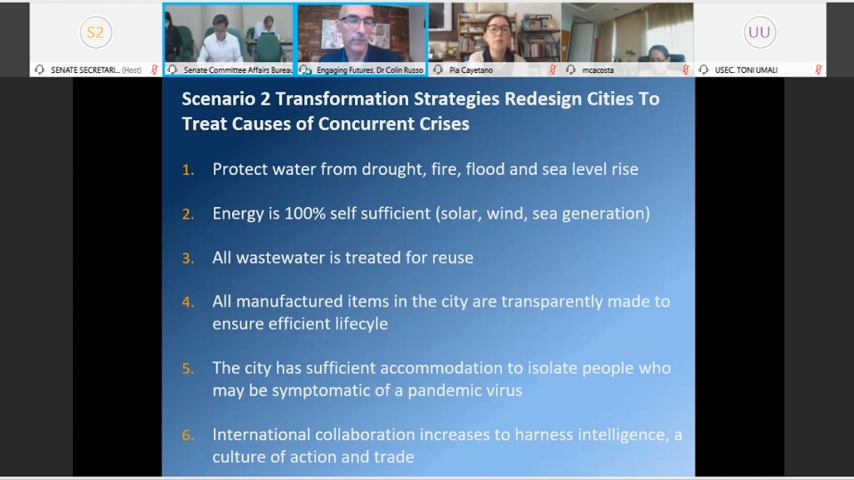 S2
UU
SENATE SECRETARI... (Host)
Senate Committee Affairs Bureau
Engaging Futures, Dr Colin Russo
Pia Cayetano
mcacosta
USEC. TONI UMALI
Scenario 2 Transformation Strategies Redesign Cities To
Treat Causes of Concurrent Crises
1. Protect water from drought, fire, flood and sea level rise
2. Energy is 100% self sufficient (solar, wind, sea generation)
3. All wastewater is treated for reuse
4. All manufactured items in the city are transparently made to
ensure efficient lifecyle
5. The city has sufficient accommodation to isolate people who
may be symptomatic of a pandemic virus
6. International collaboration increases to harness intelligence, a
culture of action and trade